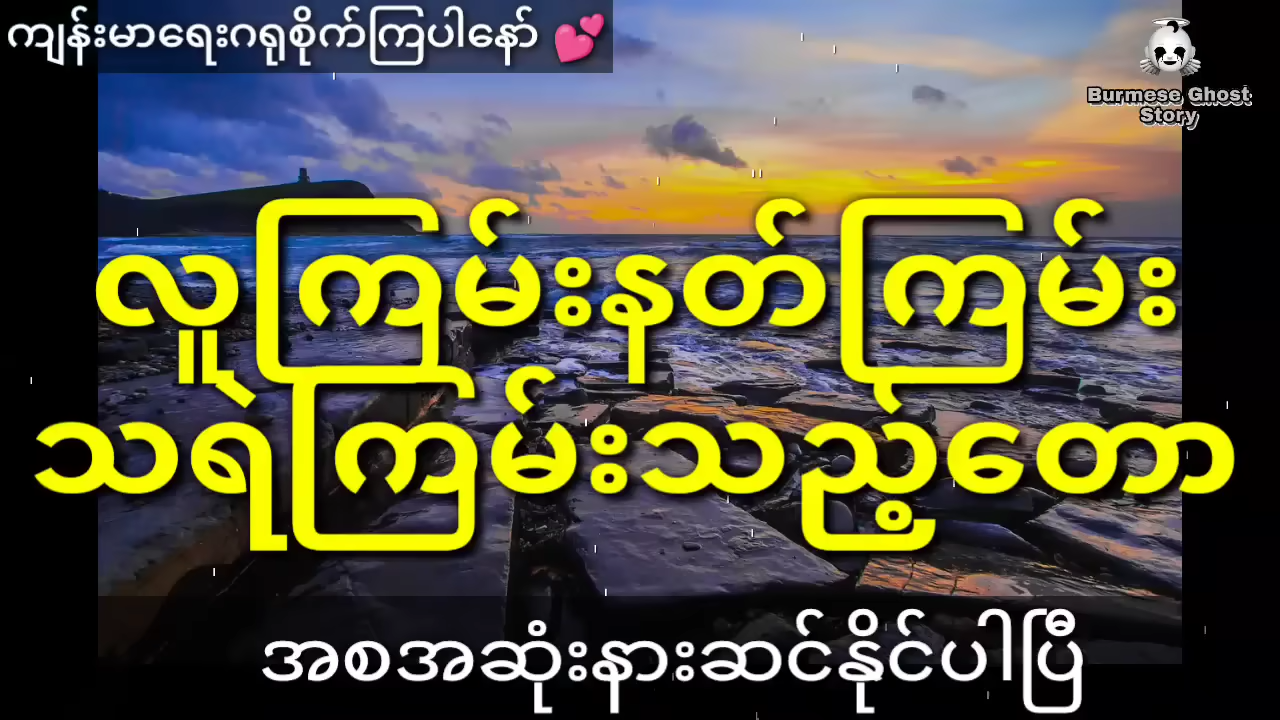 ကျန်းမာရေးဂရုစိုက်ကြပါနော် 💕
Burmese Ghost
Story
လူကြမ်းနတ်ကြမ်း
သရဲကြမ်းသည့်တော
အစအဆုံးနားဆင်နိုင်ပါပြီ